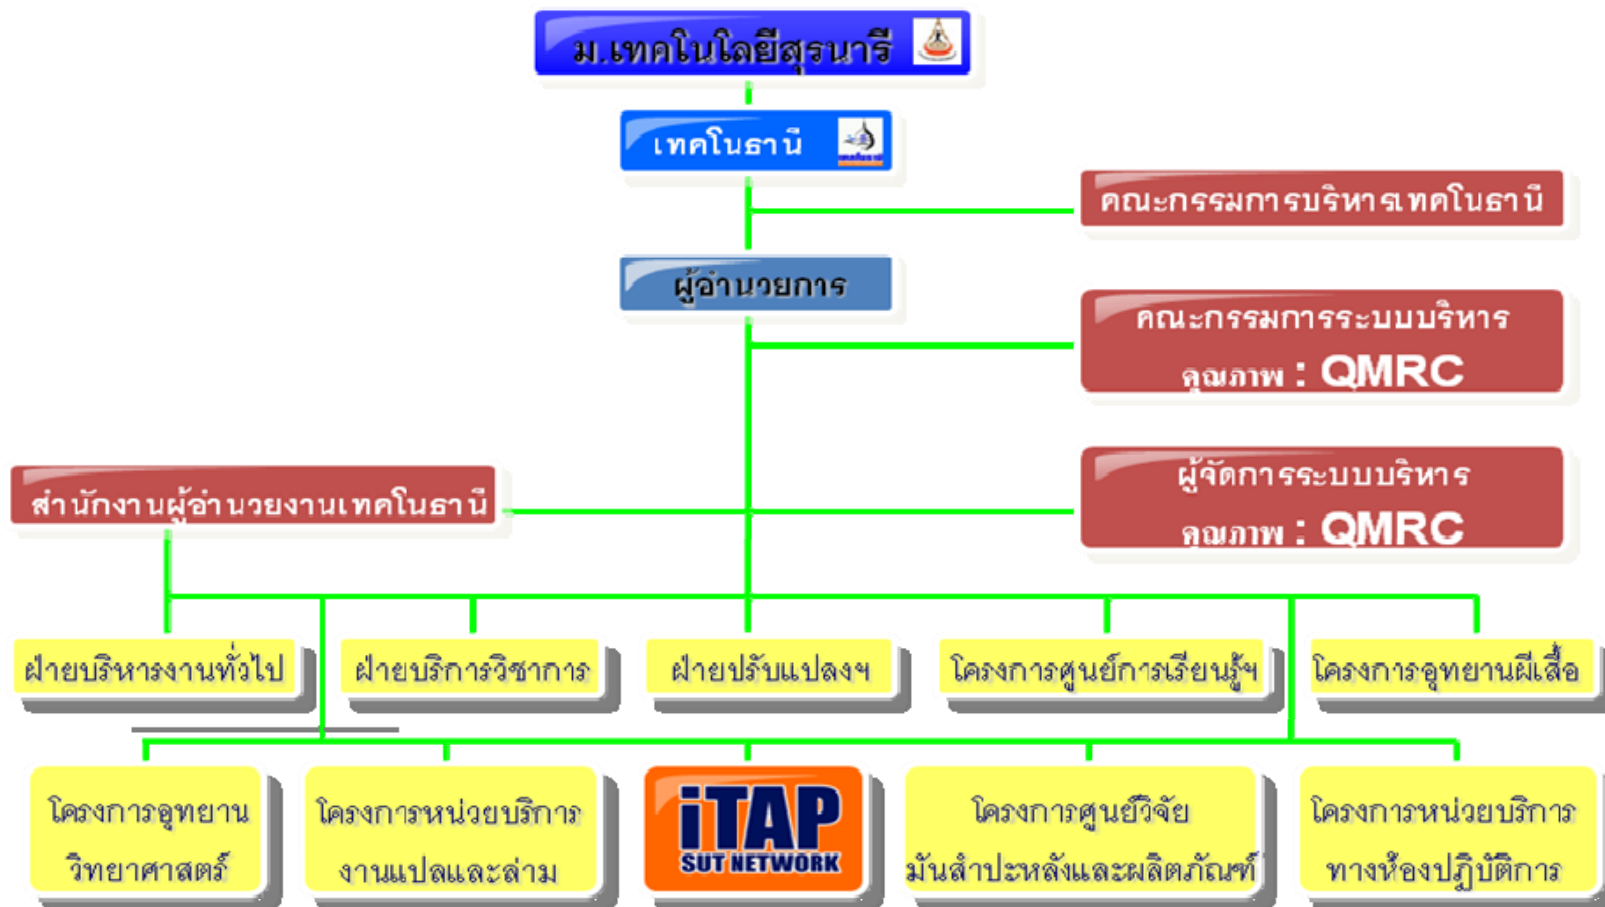 ม.เทคโนโลยีสุรนารี
เทคโนธานี
คณะกรรมการบริหารเทคโนธานี
ผู้อำนวยการ
คณะกรรมการระบบบริหาร
คุณภาพ : QMRC
ผู้จัดการระบบบริหาร
คุณภาพ : QMRC
สำนักงานผู้อำนวยงานเทคโนธานี
ฝ่ายบริหารงานทั่วไป
ฝ่ายบริการวิชาการ
ฝ่ายปรับแปลงฯ
โครงการศูนย์การเรียนรู้ฯ
โครงการอุทยานผีเสื้อ
โครงการอุทยาน
วิทยาศาสตร์
โครงการหน่วยบริการ
งานแปลและล่าม
iTAP
SUT NETWORK
โครงการศูนย์วิจัย
มันสำปะหลังและผลิตภัณฑ์
โครงการหน่วยบริการ
ทางห้องปฏิบัติการ